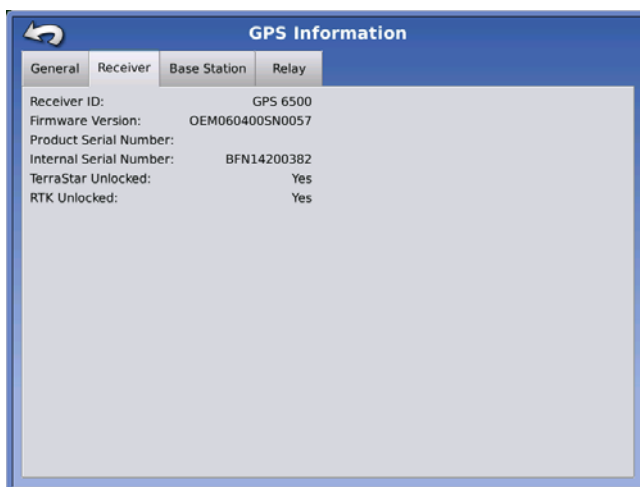 GPS Information
General Receiver Base Station Relay
Receiver ID: GPS 6500
Firmware Version: OEM060400SN0057
Product Serial Number:
Internal Serial Number: BFN14200382
TerraStar Unlocked: Yes
RTK Unlocked: Yes